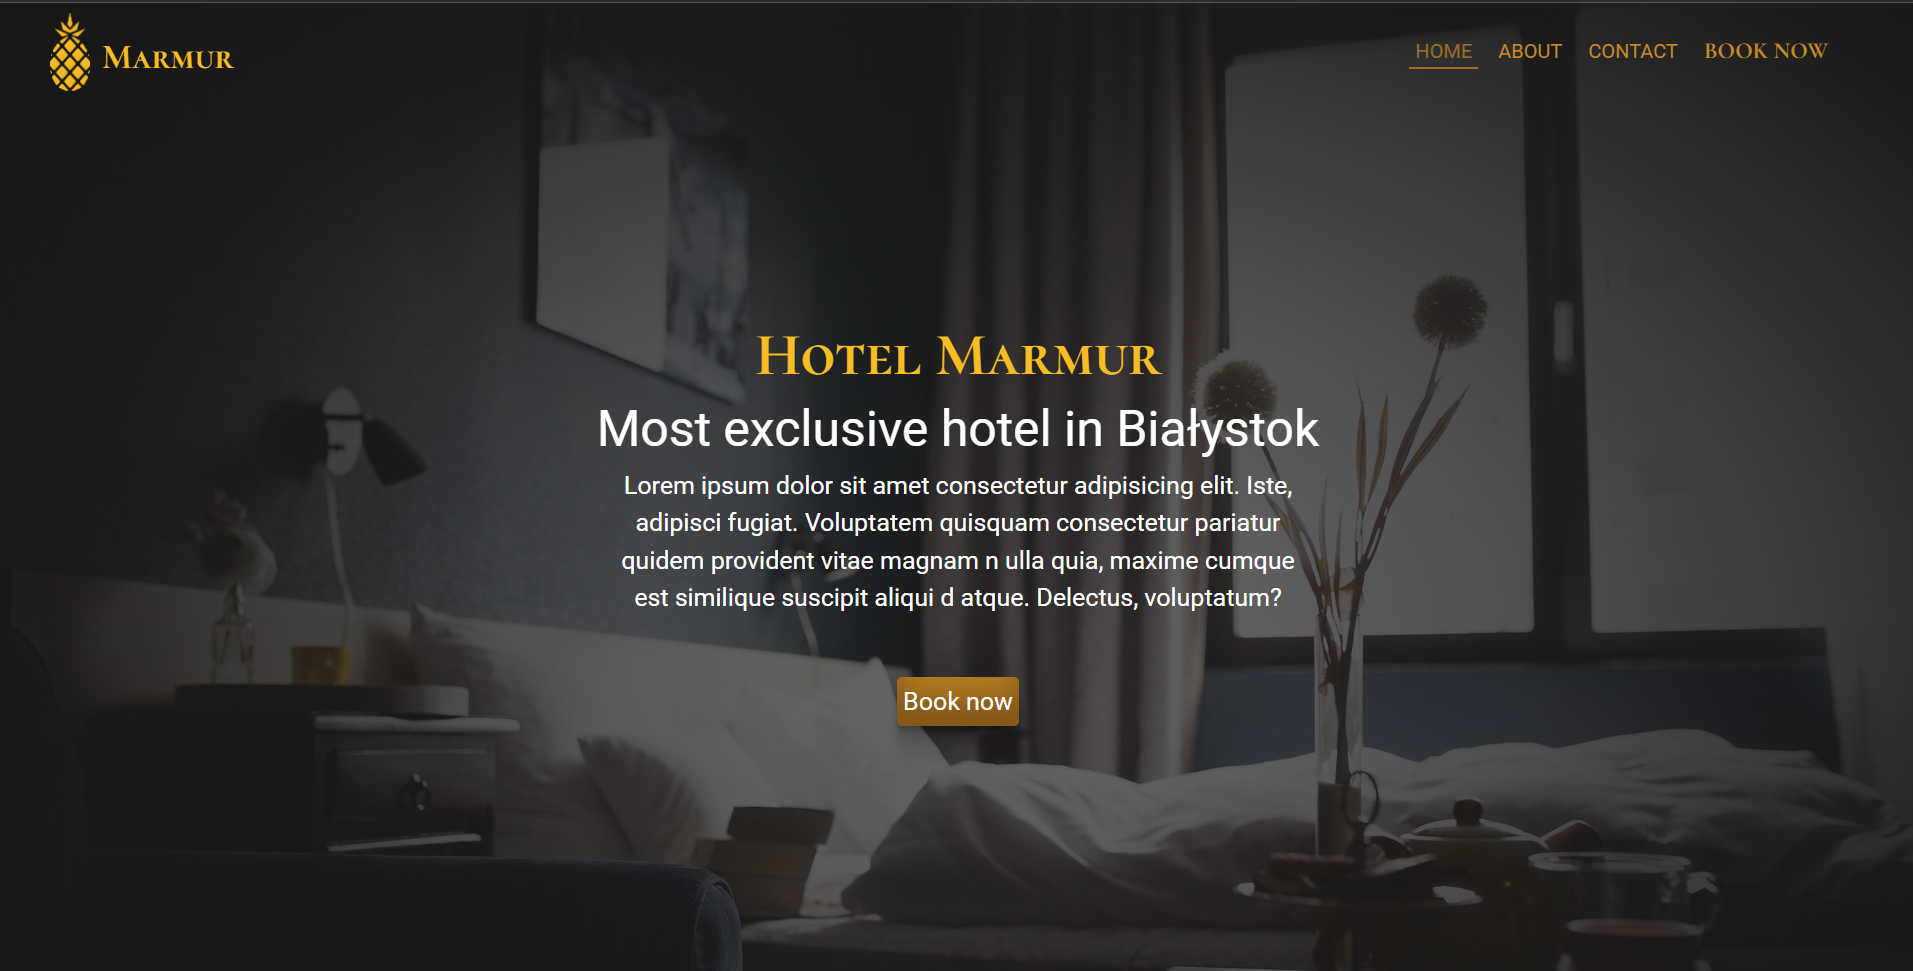 Marmur
HOME ABOUT CONTACT BOOK NOW
Hotel Marmur
Most exclusive hotel in Białystok
Lorem ipsum dolor sit amet consectetur adipisicing elit. Iste,
adipisci fugiat. Voluptatem quisquam consectetur pariatur
quidem provident vitae magnam n ulla quia, maxime cumque
est similique suscipit aliqui d atque. Delectus, voluptatum?
Book now